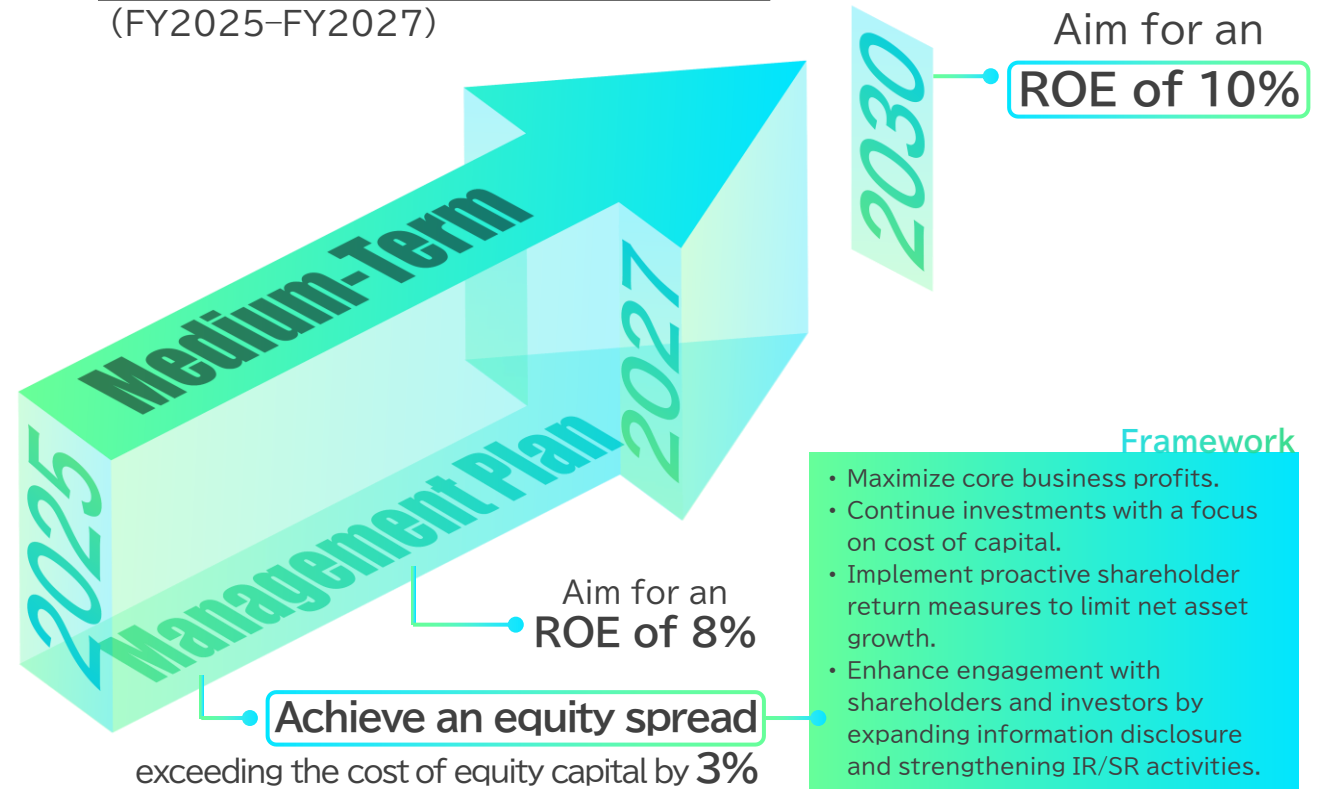 (FY2025–FY2027)
Aim for an
ROE of 10%
2030
Medium-Term
2027
2025
Management Plan
Aim for an
ROE of 8%
Achieve an equity spread
exceeding the cost of equity capital by 3%
Framework
・Maximize core business profits.
・Continue investments with a focus
on cost of capital.
・Implement proactive shareholder
return measures to limit net asset
growth.
・Enhance engagement with
shareholders and investors by
expanding information disclosure
and strengthening IR/SR activities.